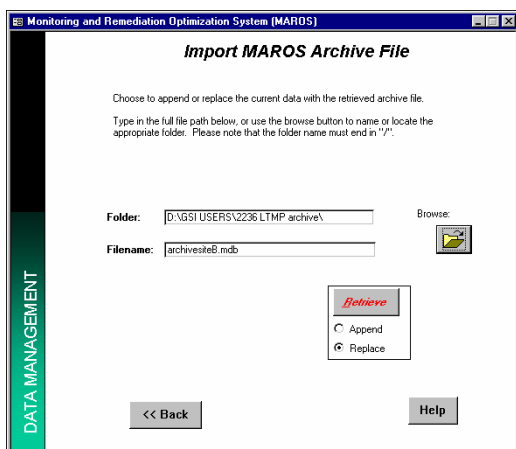 Monitoring and Remediation Optimization System (MAROS)
Import MAROS Archive File
Choose to append or replace the current data with the retrieved archive file.
Type in the full file path below, or use the browse button to name or locate the
appropriate folder. Please note that the folder name must end in "/".
Folder: D:\GSI USERS\2236 LTMP archive\ Browse:
Filename: archivesiteB.mdb
Retrieve
Append
Replace
DATA MANAGEMENT
<< Back Help